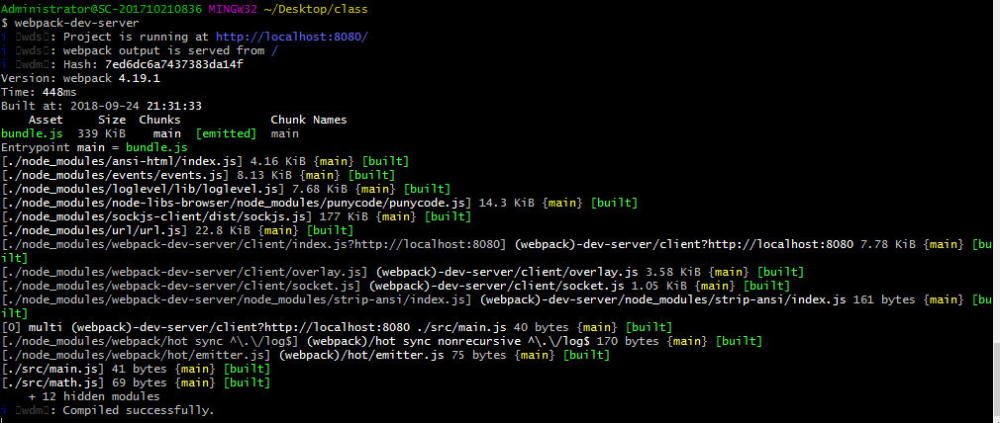 Administrator@SC-201710210836 MINGW32 ~/Desktop/class
$ webpack-dev-server
i ｢wds｣: Project is running at http://localhost:8080/
i ｢wds｣: webpack output is served from /
i ｢wdm｣: Hash: 7ed6dc6a7437383da14f
Version: webpack 4.19.1
Time: 448ms
Built at: 2018-09-24 21:31:33
    Asset     Size  Chunks             Chunk Names
bundle.js  339 KiB    main  [emitted]  main
Entrypoint main = bundle.js
[./node_modules/ansi-html/index.js] 4.16 KiB {main} [built]
[./node_modules/events/events.js] 8.13 KiB {main} [built]
[./node_modules/loglevel/lib/loglevel.js] 7.68 KiB {main} [built]
[./node_modules/node-libs-browser/node_modules/punycode/punycode.js] 14.3 KiB {main} [built]
[./node_modules/sockjs-client/dist/sockjs.js] 177 KiB {main} [built]
[./node_modules/url/url.js] 22.8 KiB {main} [built]
[./node_modules/webpack-dev-server/client/index.js?http://localhost:8080] (webpack)-dev-server/client?http://localhost:8080 7.78 KiB {main} [bu
ilt]
[./node_modules/webpack-dev-server/client/overlay.js] (webpack)-dev-server/client/overlay.js 3.58 KiB {main} [built]
[./node_modules/webpack-dev-server/client/socket.js] (webpack)-dev-server/client/socket.js 1.05 KiB {main} [built]
[./node_modules/webpack-dev-server/node_modules/strip-ansi/index.js] (webpack)-dev-server/node_modules/strip-ansi/index.js 161 bytes {main} [bu
ilt]
[0] multi (webpack)-dev-server/client?http://localhost:8080 ./src/main.js 40 bytes {main} [built]
[./node_modules/webpack/hot sync ^\.\/log$] (webpack)/hot sync nonrecursive ^\.\/log$ 170 bytes {main} [built]
[./node_modules/webpack/hot/emitter.js] (webpack)/hot/emitter.js 75 bytes {main} [built]
[./src/main.js] 41 bytes {main} [built]
[./src/math.js] 69 bytes {main} [built]
    + 12 hidden modules
i ｢wdm｣: Compiled successfully.